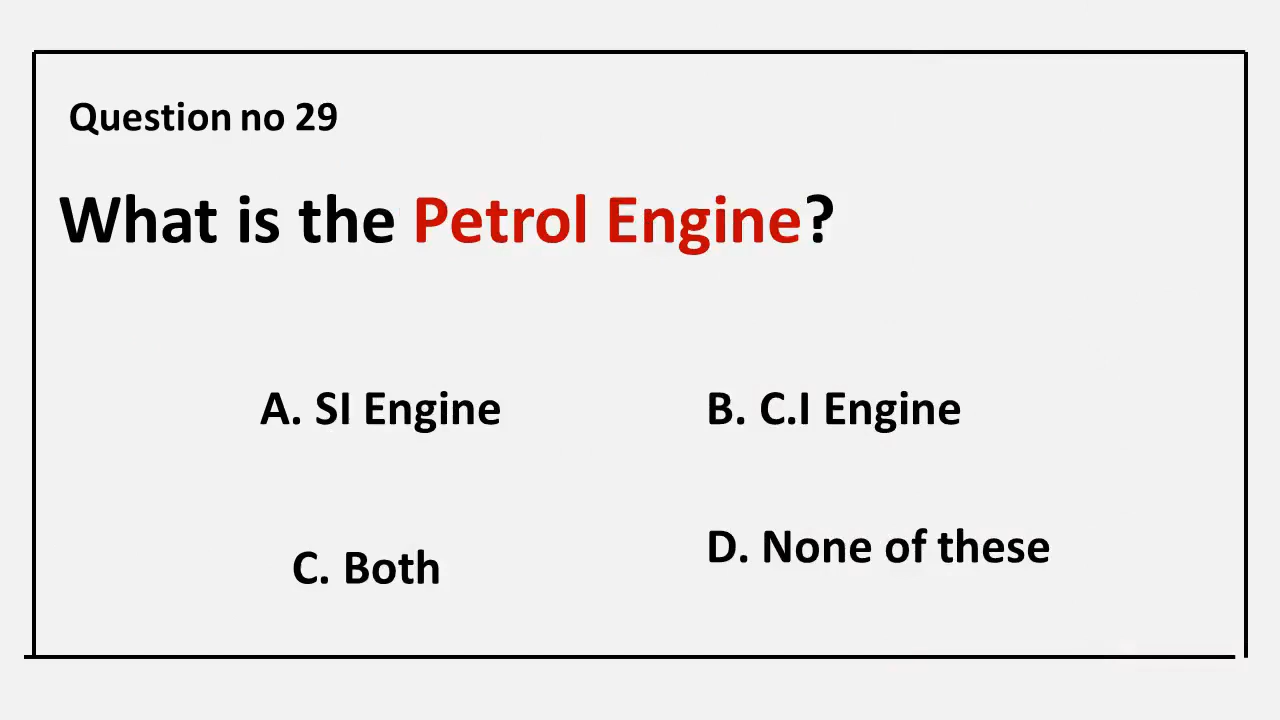 Question no 29
What is the Petrol Engine?
A. SI Engine
B. C.I Engine
C. Both
D. None of these